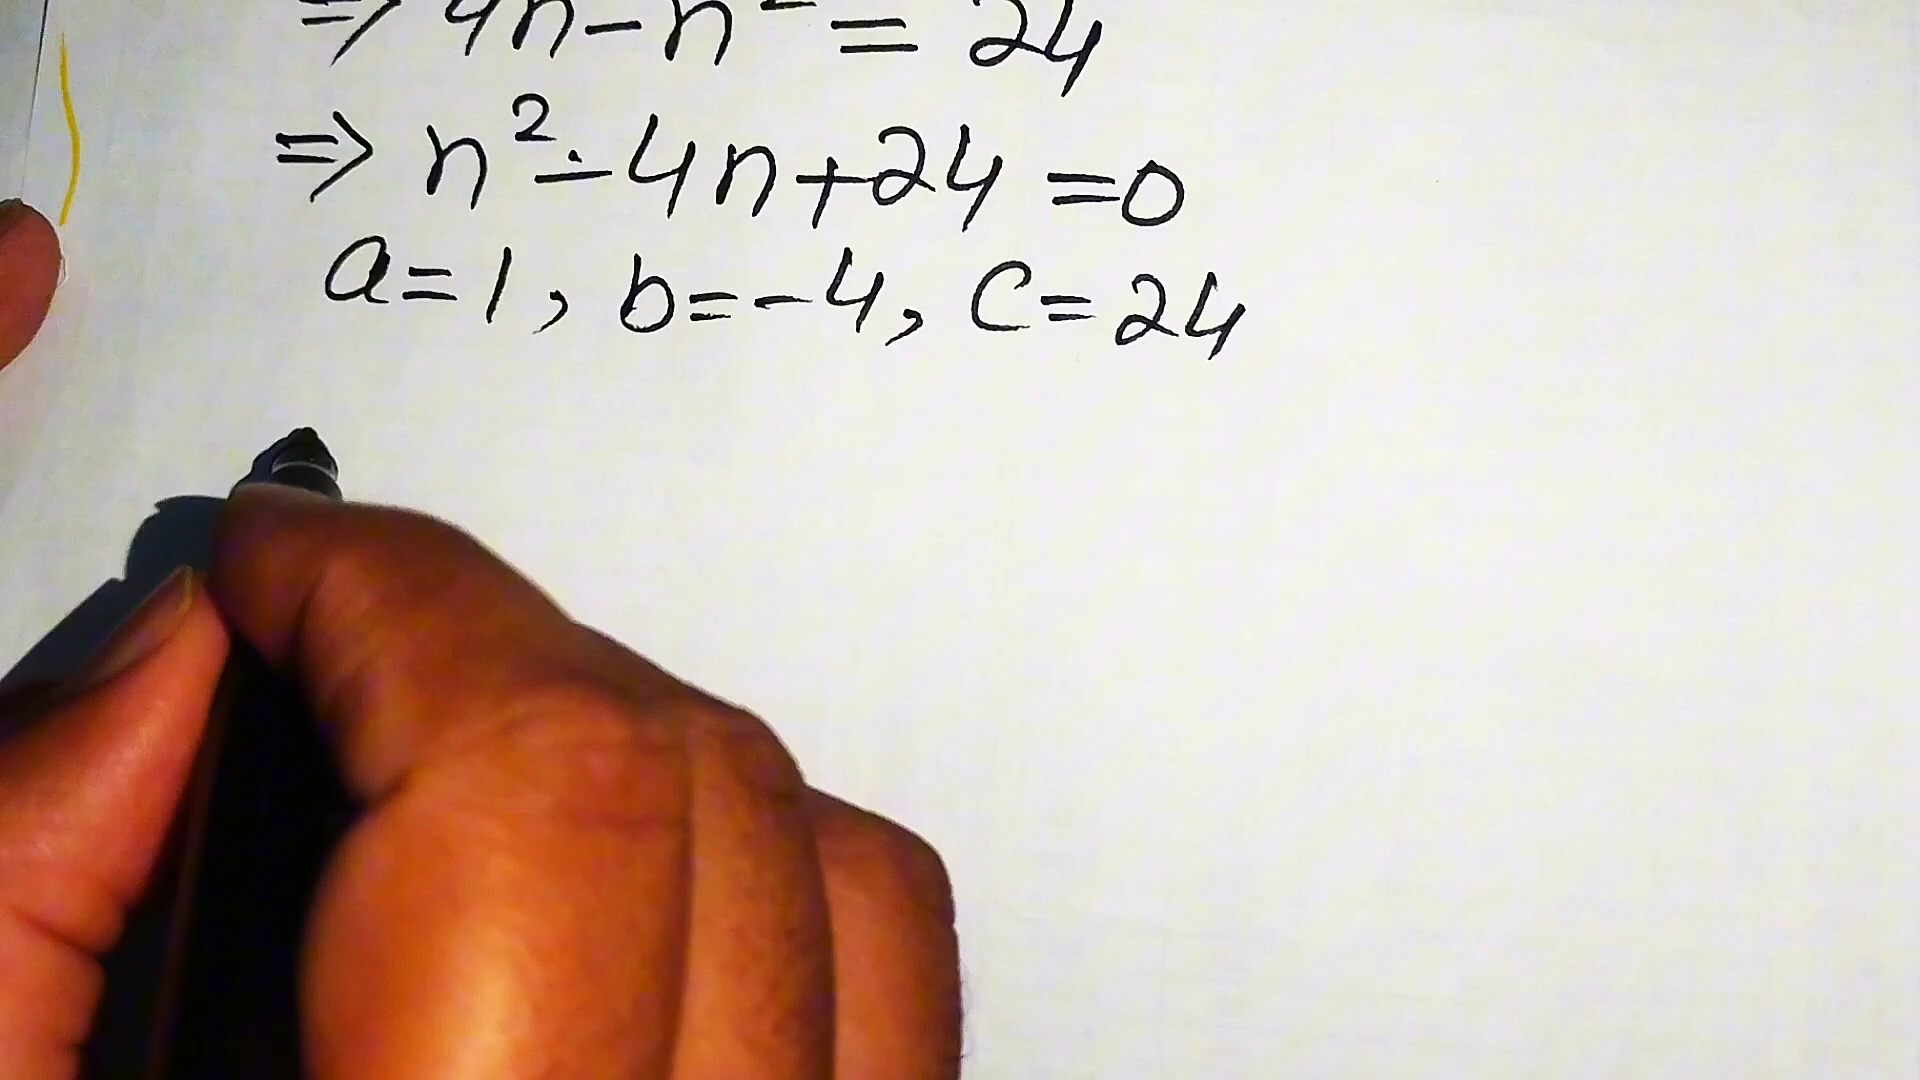 ⇒ 4n-n² = 24
⇒ n²-4n+24 =0
a=1, b=-4, c=24